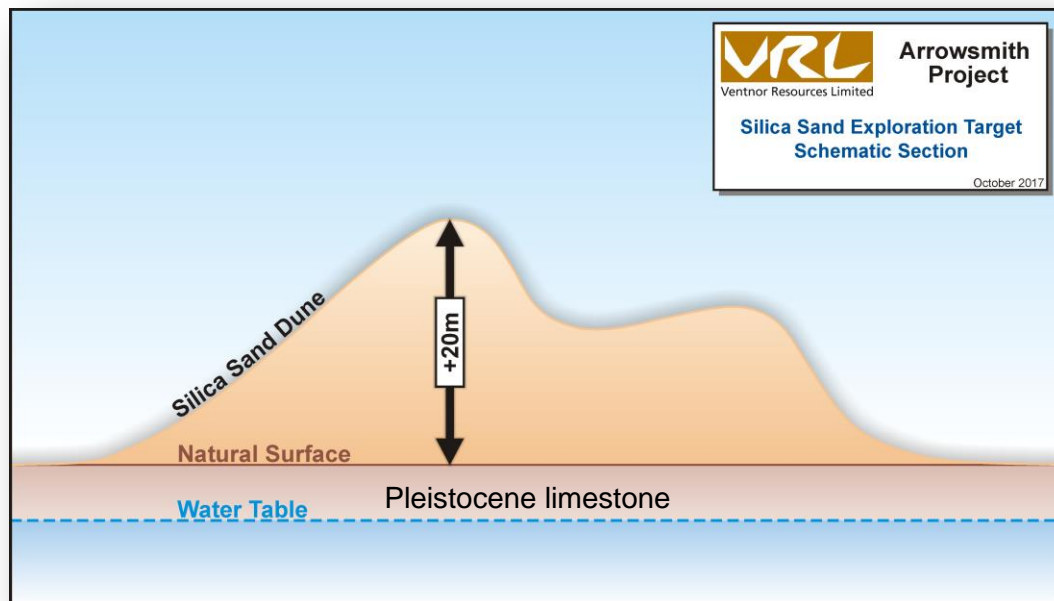 VRL
Ventnor Resources Limited
Arrowsmith
Project
Silica Sand Exploration Target
Schematic Section
October 2017
Silica Sand Dune
+20m
Natural Surface
Pleistocene limestone
Water Table